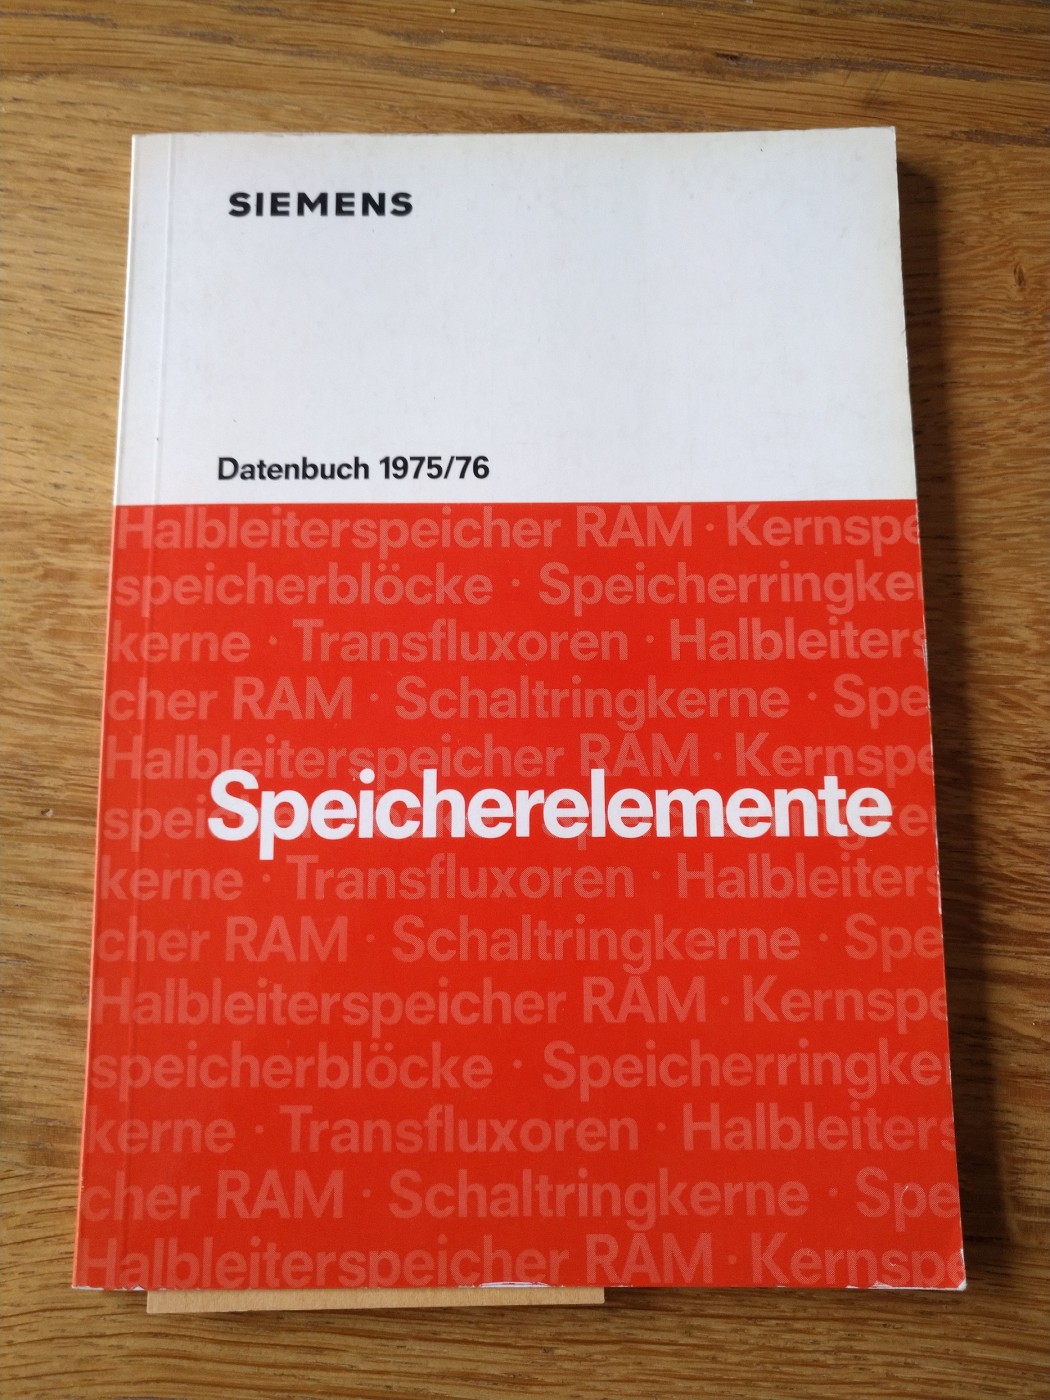 SIEMENS
Datenbuch 1975/76
Halbleiterspeicher RAM · Kernspe
speicherblöcke · Speicherringker
kerne · Transfluxoren · Halbleiters
cher RAM · Schaltringkerne · Spe
Halbleiterspeicher RAM · Kernspe
Speicherelemente
kerne · Transfluxoren · Halbleiters
cher RAM · Schaltringkerne · Spe
Halbleiterspeicher RAM · Kernspe
speicherblöcke · Speicherringker
kerne · Transfluxoren · Halbleiters
cher RAM · Schaltringkerne · Spe
Halbleiterspeicher RAM · Kernspe